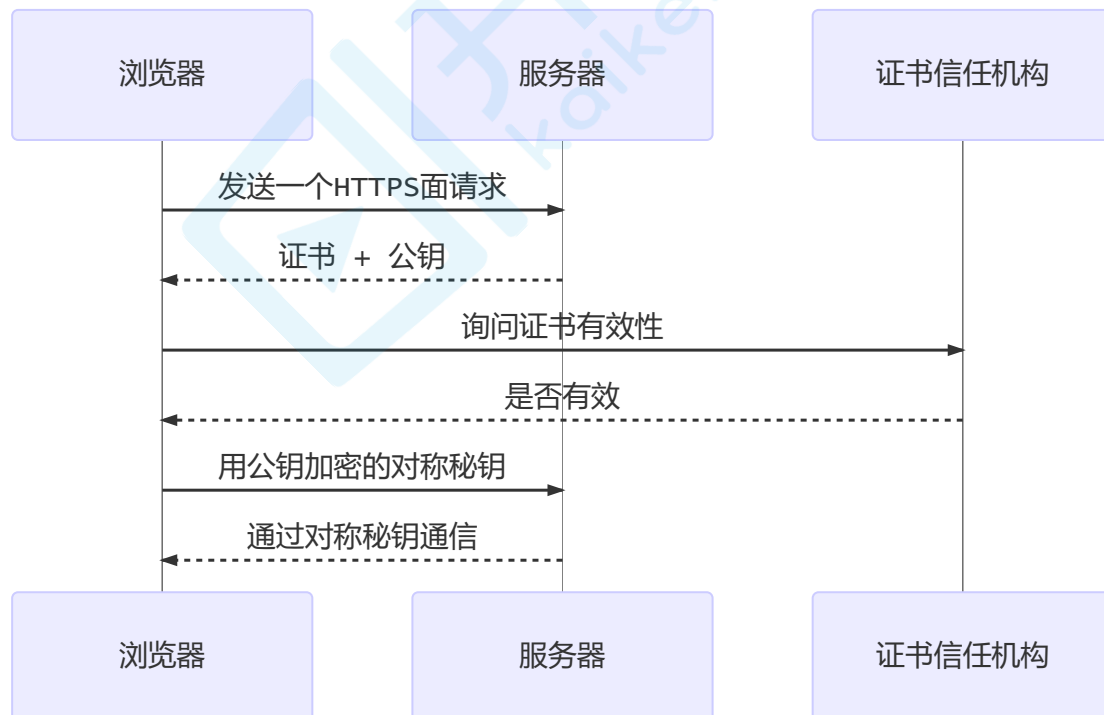 浏览器
服务器
证书信任机构
发送一个HTTPS面请求
证书 + 公钥
询问证书有效性
是否有效
用公钥加密的对称秘钥
通过对称秘钥通信
浏览器
服务器
证书信任机构